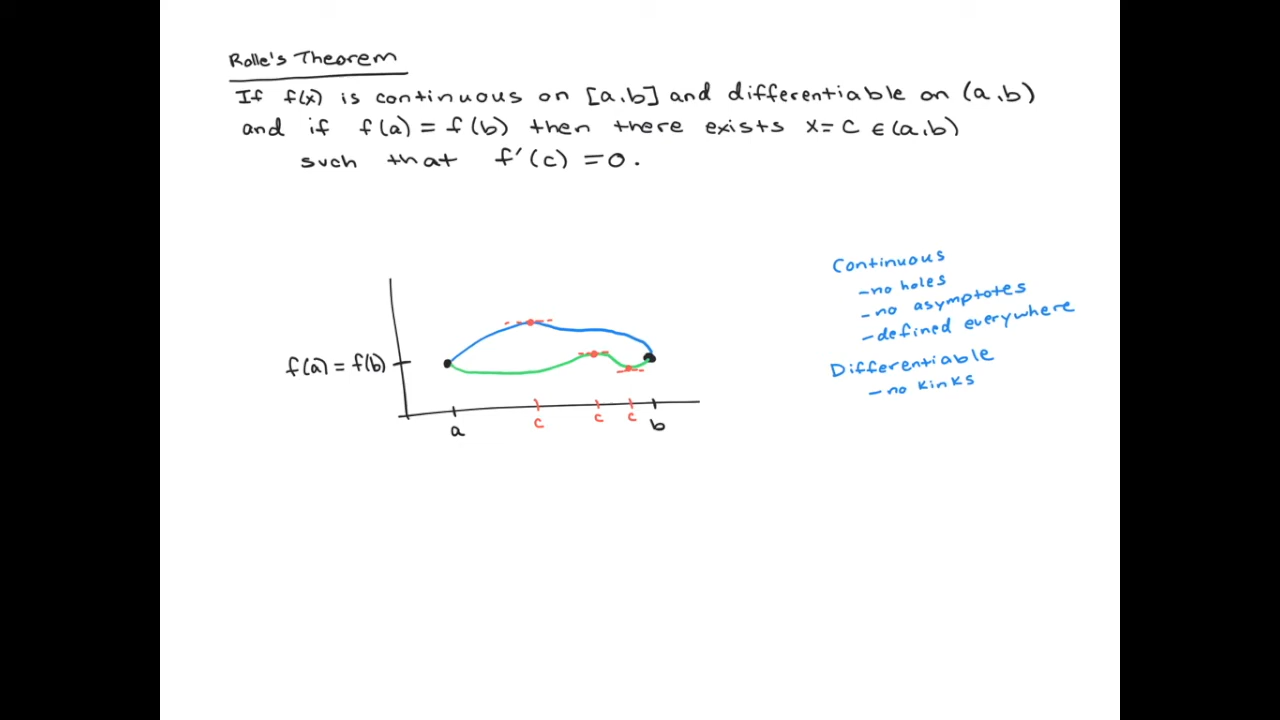 Rolle's Theorem
If f(x) is continuous on [a,b] and differentiable on (a,b)
and if f(a) = f(b) then there exists x = c ∈ (a,b)
such that f'(c) = 0.
Continuous
- no holes
- no asymptotes
- defined everywhere
Differentiable
- no kinks
f(a) = f(b)
a c c c b